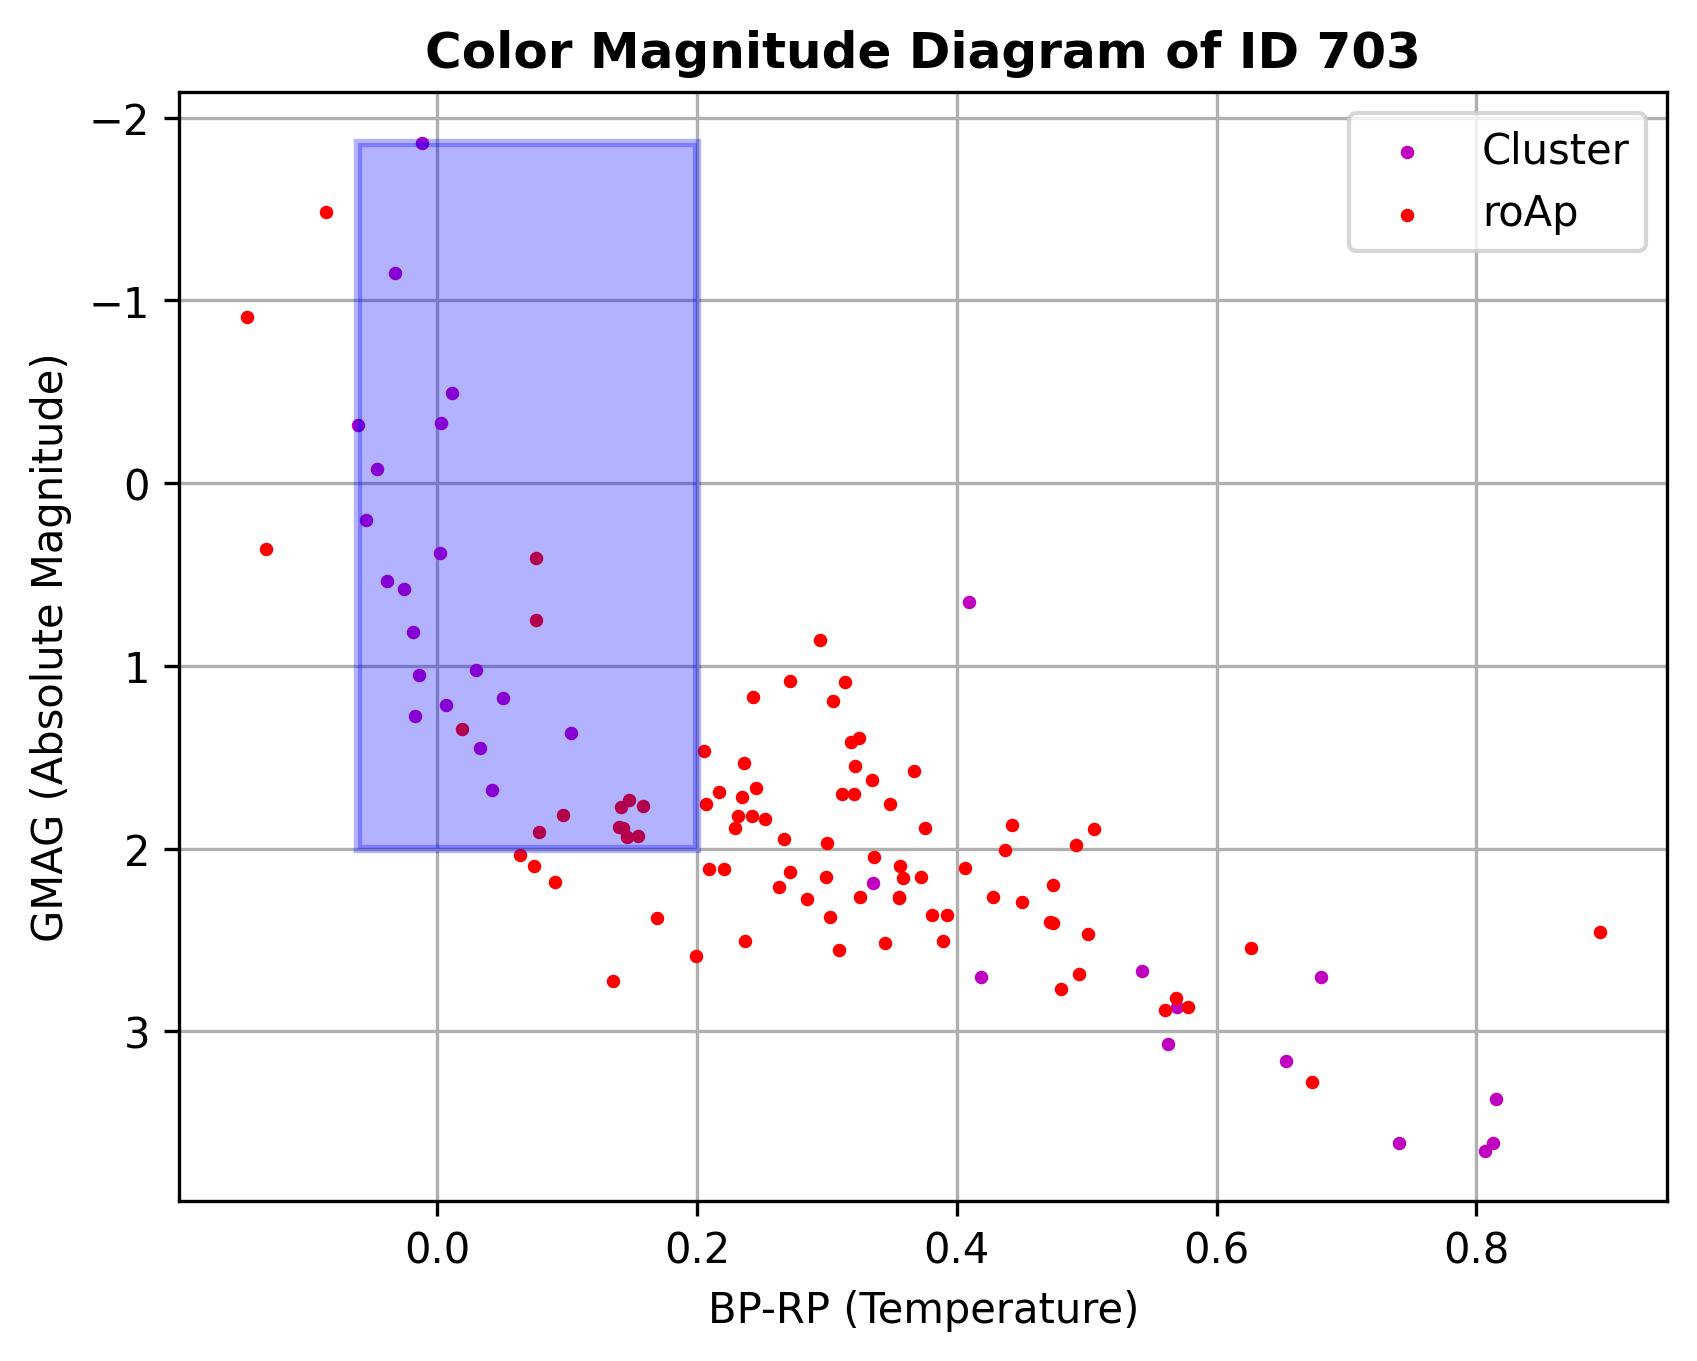 Color Magnitude Diagram of ID 703
−2
−1
0
1
2
3
GMAG (Absolute Magnitude)
Cluster
roAp
0.0 0.2 0.4 0.6 0.8
BP-RP (Temperature)